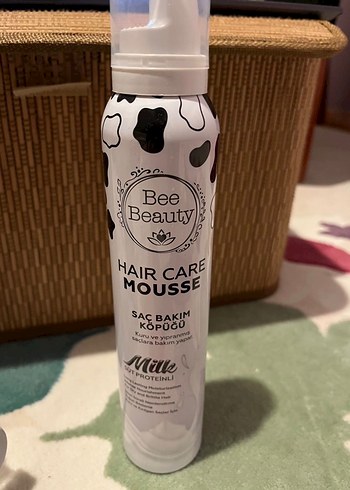 Bee
Beauty
HAIR CARE
MOUSSE
SAÇ BAKIM
KÖPÜĞÜ
Kuru ve yıpranmış
saçlara bakım yapar
Milk
SÜT PROTEİNLİ